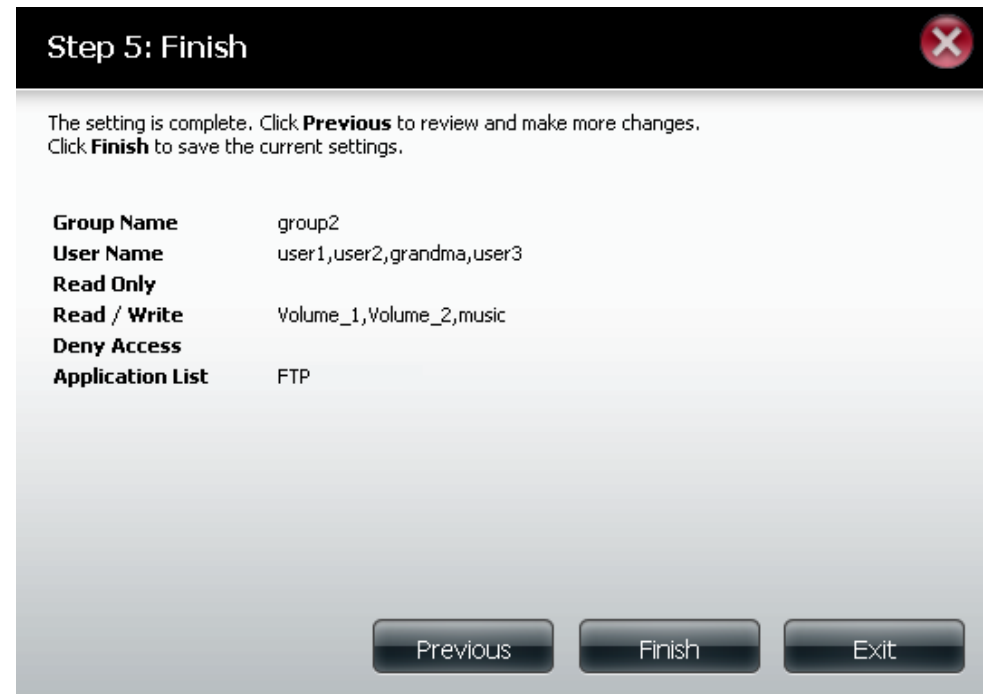 Step 5: Finish
The setting is complete. Click Previous to review and make more changes.
Click Finish to save the current settings.
Group Name group2
User Name user1,user2,grandma,user3
Read Only
Read / Write Volume_1,Volume_2,music
Deny Access
Application List FTP
Previous Finish Exit